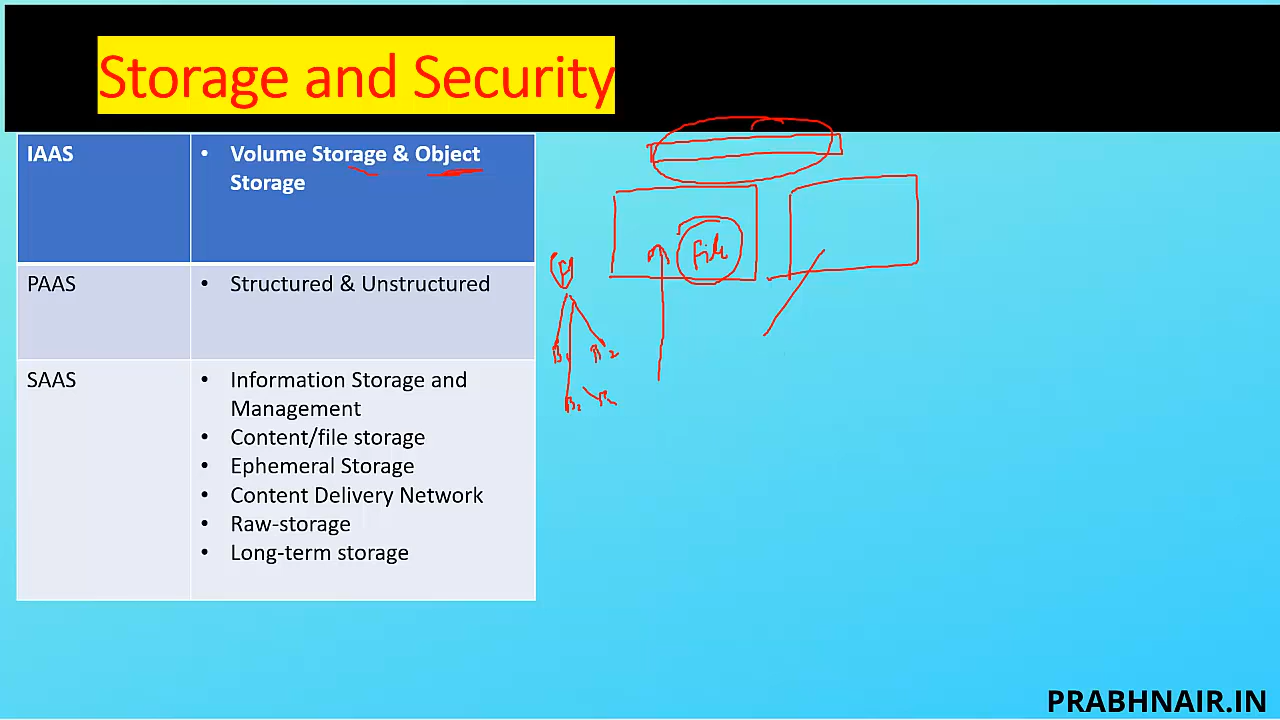 Storage and Security
IAAS
• Volume Storage & Object
Storage
PAAS
• Structured & Unstructured
SAAS
• Information Storage and
Management
• Content/file storage
• Ephemeral Storage
• Content Delivery Network
• Raw-storage
• Long-term storage
File
PRABHNAIR.IN